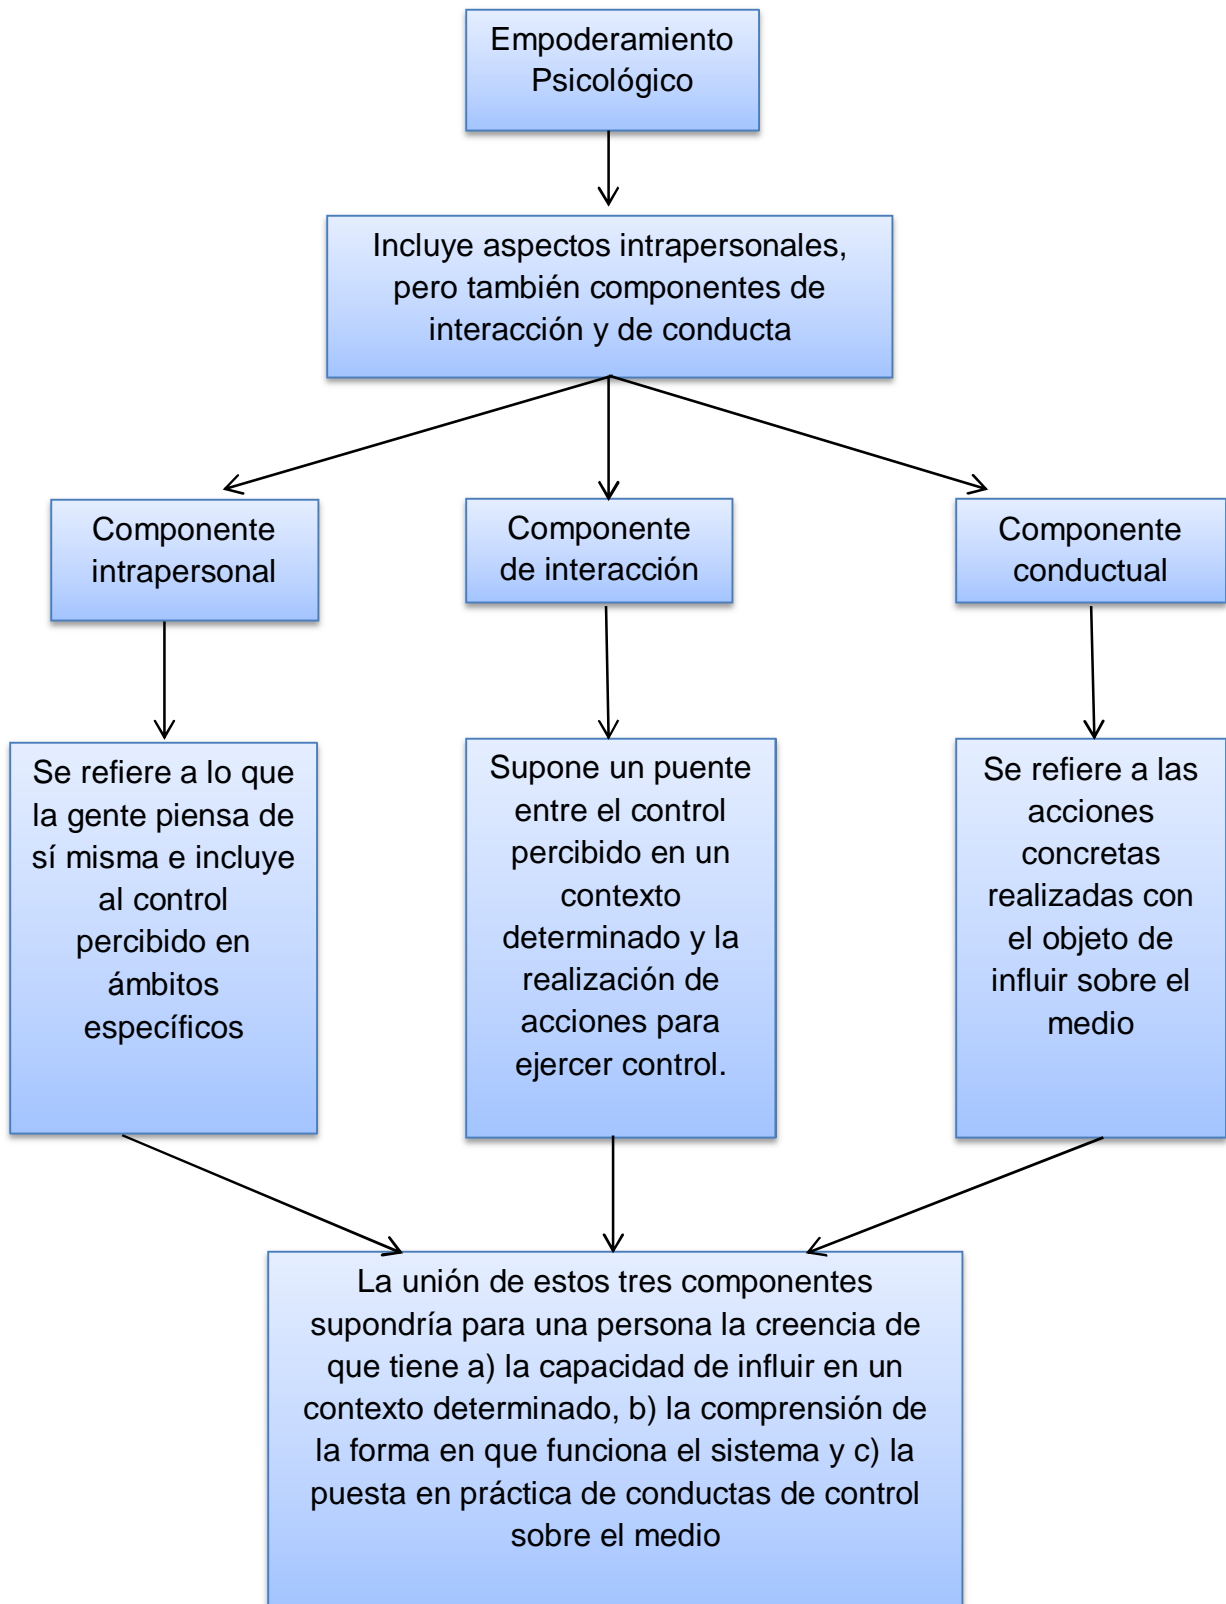 Empoderamiento
Psicológico
Incluye aspectos intrapersonales,
pero también componentes de
interacción y de conducta
Componente
intrapersonal
Componente
de interacción
Componente
conductual
Se refiere a lo que
la gente piensa de
sí misma e incluye
al control
percibido en
ámbitos
específicos
Supone un puente
entre el control
percibido en un
contexto
determinado y la
realización de
acciones para
ejercer control.
Se refiere a las
acciones
concretas
realizadas con
el objeto de
influir sobre el
medio
La unión de estos tres componentes
supondría para una persona la creencia de
que tiene a) la capacidad de influir en un
contexto determinado, b) la comprensión de
la forma en que funciona el sistema y c) la
puesta en práctica de conductas de control
sobre el medio